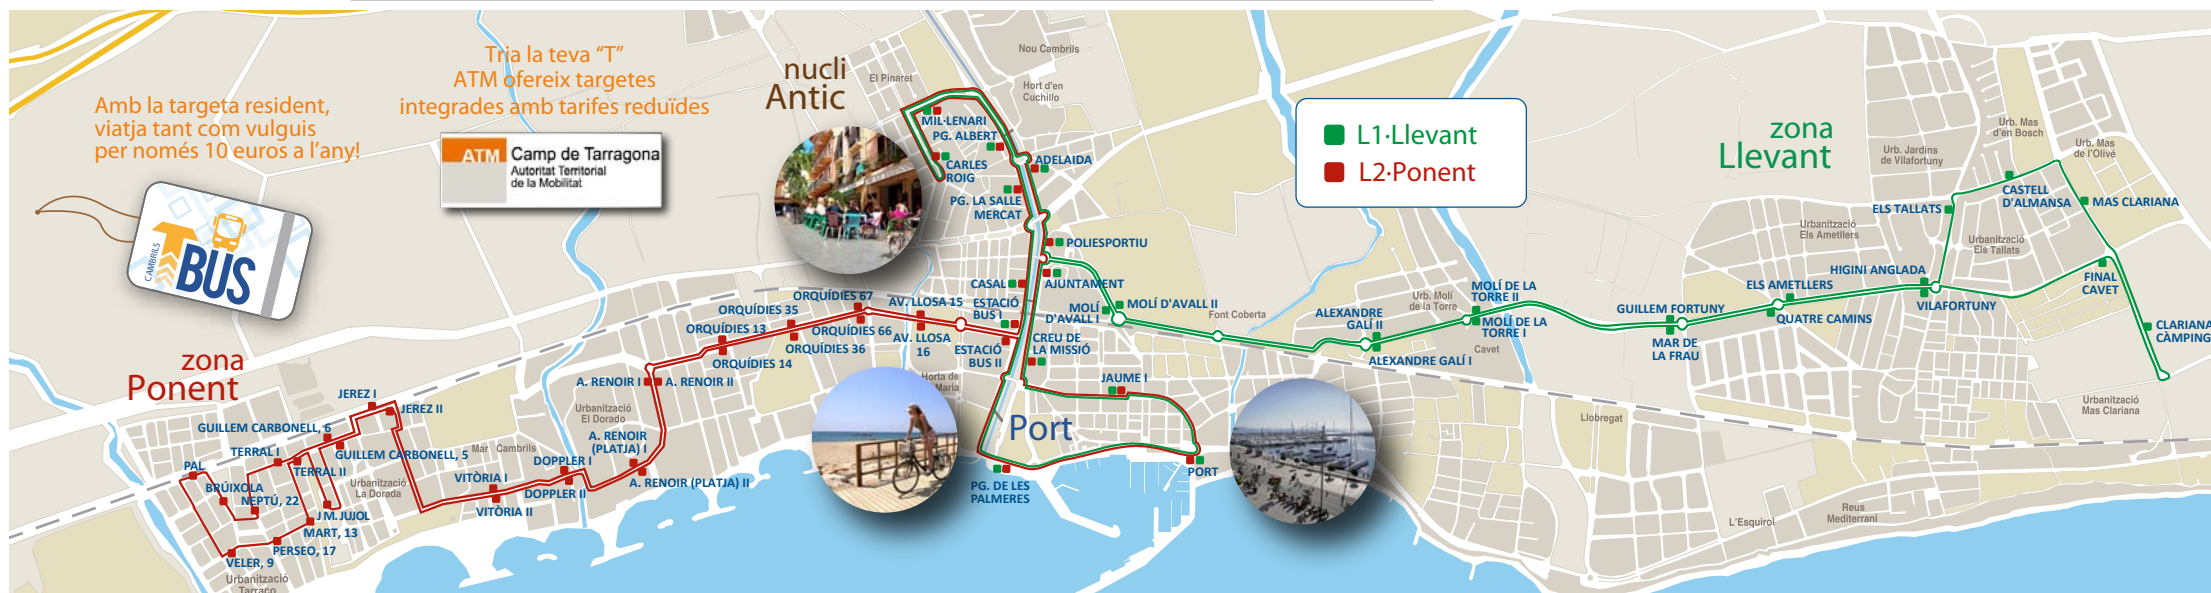 Amb la targeta resident,
viatja tant com vulguis
per només 10 euros a l'any!
CAMBRILS
BUS
Tria la teva “T”
ATM ofereix targetes
integrades amb tarifes reduïdes
ATM
Camp de Tarragona
Autoritat Territorial
de la Mobilitat
nucli
Antic
El Pinaret
Nou Cambrils
Hort d'en
Cuchillo
MIL·LENARI
PG. ALBERT
CARLES
ROIG
ADELAIDA
PG. LA SALLE
MERCAT
POLIESPORTIU
CASAL
AJUNTAMENT
ESTACIÓ
BUS I
MOLÍ
D'AVALL I
MOLÍ D'AVALL II
Font Coberta
ESTACIÓ
BUS II
CREU DE
LA MISSIÓ
Horta de
Maria
JAUME I
Port
PORT
PG. DE LES
PALMERES
L1·Llevant
L2·Ponent
zona
Llevant
Urb. Mas
d'en Bosch
Urb. Jardins
de Vilafortuny
Urb. Mas
de l'Olivé
CASTELL
D'ALMANSA
MAS CLARIANA
ELS TALLATS
Urbanització
Els Ametllers
Urbanització
Els Tallats
HIGINI ANGLADA
ELS AMETLLERS
VILAFORTUNY
FINAL
CAVET
QUATRE CAMINS
GUILLEM FORTUNY
MAR DE
LA FRAU
CLARIANA
CÀMPING
Urbanització
Mas Clariana
Urb. Molí
de la Torre
MOLÍ DE LA
TORRE II
MOLÍ DE LA
TORRE I
Cavet
ALEXANDRE
GALÍ II
ALEXANDRE GALÍ I
Llobregat
L'Esquirol
Reus
Mediterrani
zona
Ponent
ORQUÍDIES 67
AV. LLOSA 15
ORQUÍDIES 35
ORQUÍDIES 13
ORQUÍDIES 66
AV. LLOSA
16
ORQUÍDIES 36
ORQUÍDIES 14
A. RENOIR I
A. RENOIR II
Urbanització
El Dorado
A. RENOIR
(PLATJA) I
A. RENOIR (PLATJA) II
DOPPLER I
DOPPLER II
Mar Cambrils
VITÒRIA I
VITÒRIA II
JEREZ I
JEREZ II
GUILLEM CARBONELL, 6
GUILLEM CARBONELL, 5
TERRAL I
TERRAL II
Urbanització
La Dorada
PAL
BRÚIXOLA
NEPTÚ, 22
J M. JUJOL
MART, 13
PERSEO, 17
VELER, 9
Urbanització
Tarraco